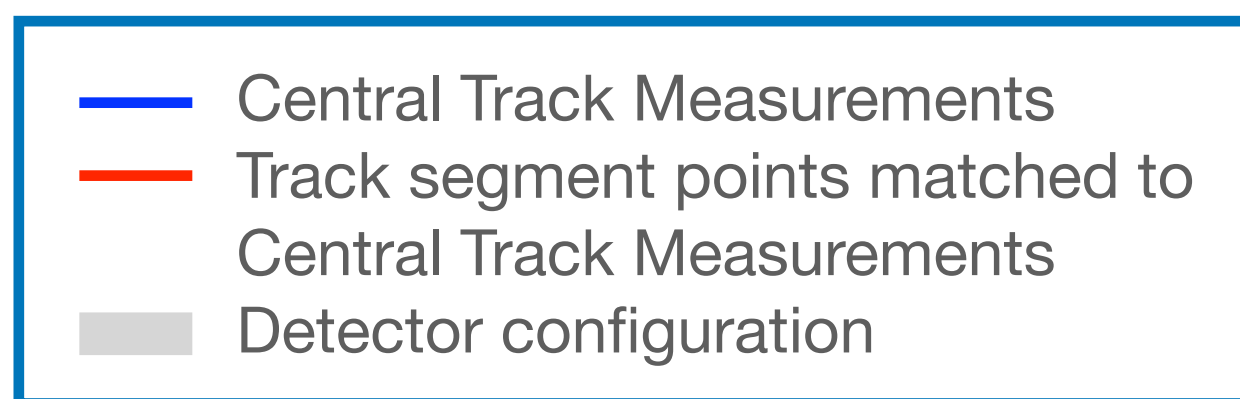 Central Track Measurements
Track segment points matched to
Central Track Measurements
Detector configuration